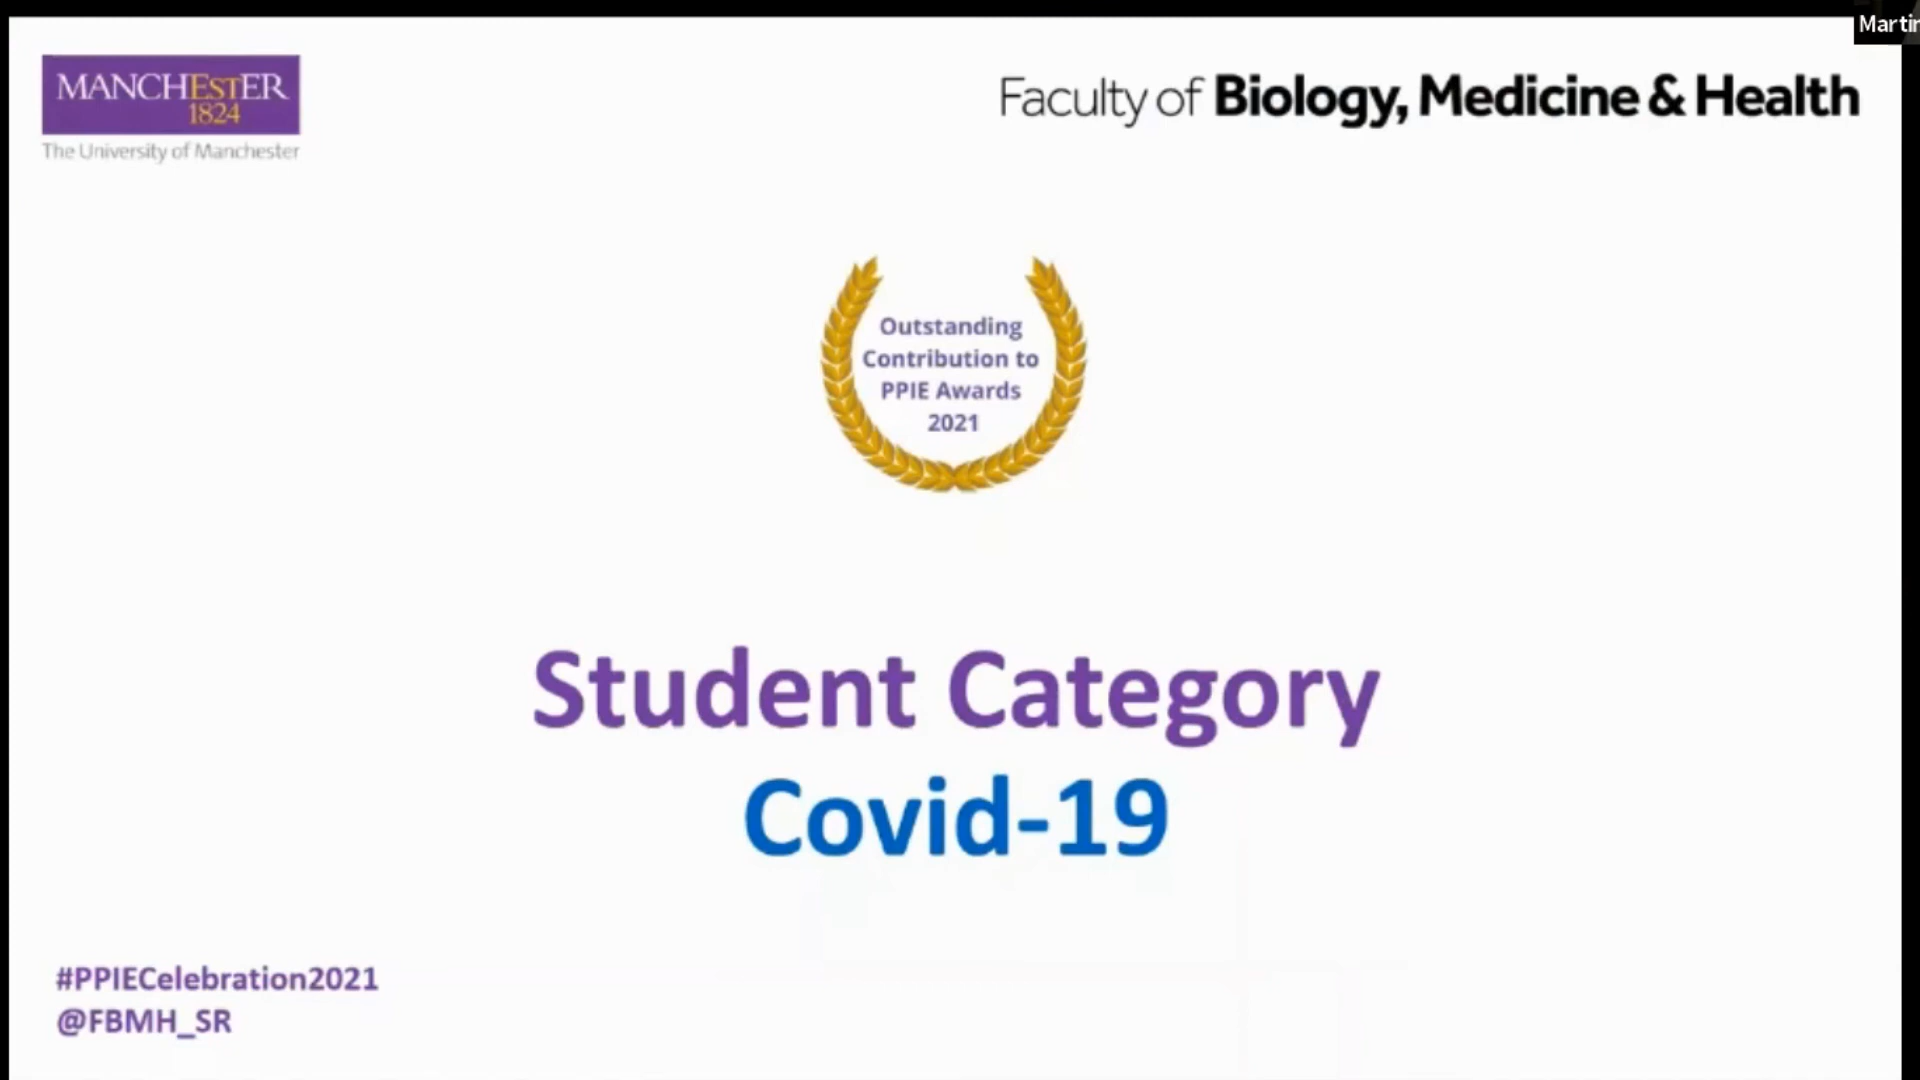 Martin
MANCHESTER
1824
The University of Manchester
Faculty of Biology, Medicine & Health
Outstanding
Contribution to
PPIE Awards
2021
Student Category
Covid-19
#PPIECelebration2021
@FBMH_SR